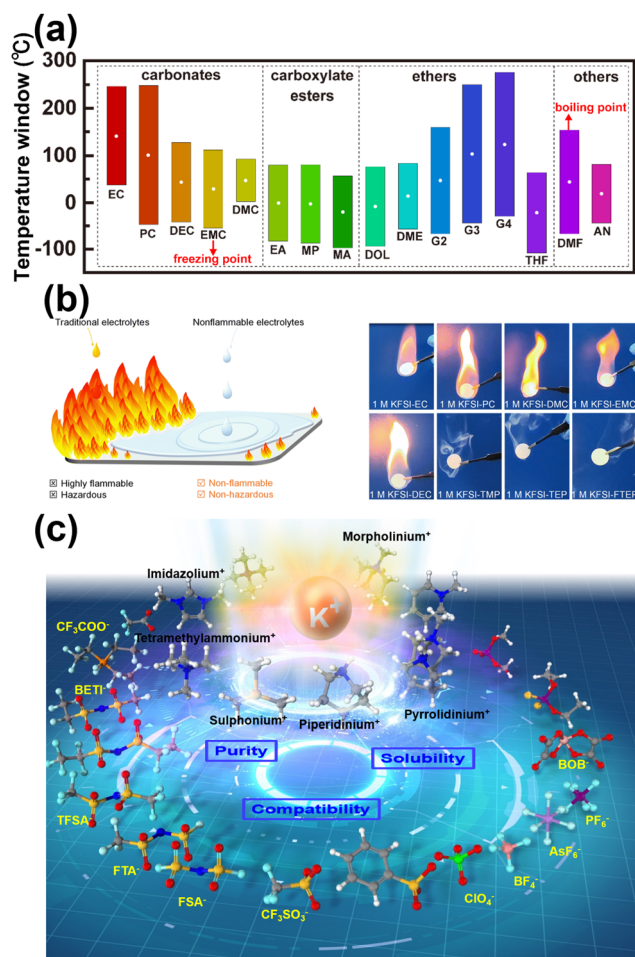 (a)
Temperature window (℃)
300
200
100
0
-100
carbonates
carboxylate
esters
ethers
others
boiling point
freezing point
EC
PC
DEC
EMC
DMC
EA
MP
MA
DOL
DME
G2
G3
G4
THF
DMF
AN
(b)
Traditional electrolytes
Nonflammable electrolytes
☒ Highly flammable
☒ Hazardous
☑ Non-flammable
☑ Non-hazardous
1 M KFSI-EC
1 M KFSI-PC
1 M KFSI-DMC
1 M KFSI-EMC
1 M KFSI-DEC
1 M KFSI-TMP
1 M KFSI-TEP
1 M KFSI-FTEP
(c)
Morpholinium⁺
Imidazolium⁺
K⁺
CF₃COO⁻
Tetramethylammonium⁺
BETI⁻
Sulphonium⁺
Piperidinium⁺
Pyrrolidinium⁺
Purity
Solubility
Compatibility
BOB⁻
TFSA⁻
PF₆⁻
AsF₆⁻
FTA⁻
BF₄⁻
FSA⁻
CF₃SO₃⁻
ClO₄⁻